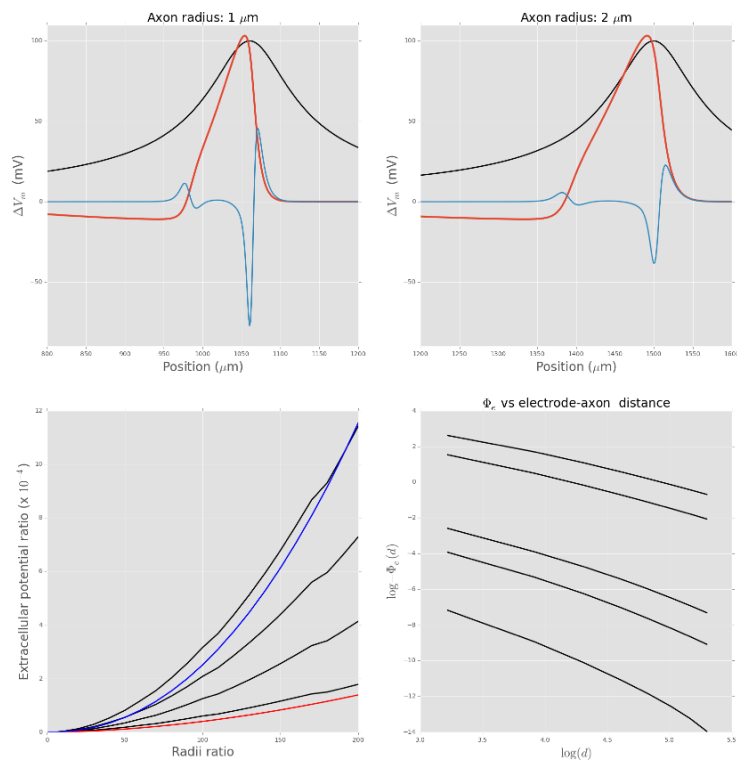 Axon radius: 1 μm
Axon radius: 2 μm
100
50
0
−50
ΔVₘ (mV)
800 850 900 950 1000 1050 1100 1150 1200
Position (μm)
100
50
0
−50
ΔVₘ (mV)
1200 1250 1300 1350 1400 1450 1500 1550 1600
Position (μm)
12
10
8
6
4
2
0
Extracellular potential ratio (x 10⁻⁴)
0 50 100 150 200
Radii ratio
Φₑ vs electrode-axon distance
4
2
0
−2
−4
−6
−8
−10
−12
−14
log Φₑ(d)
3.0 3.5 4.0 4.5 5.0 5.5
log(d)